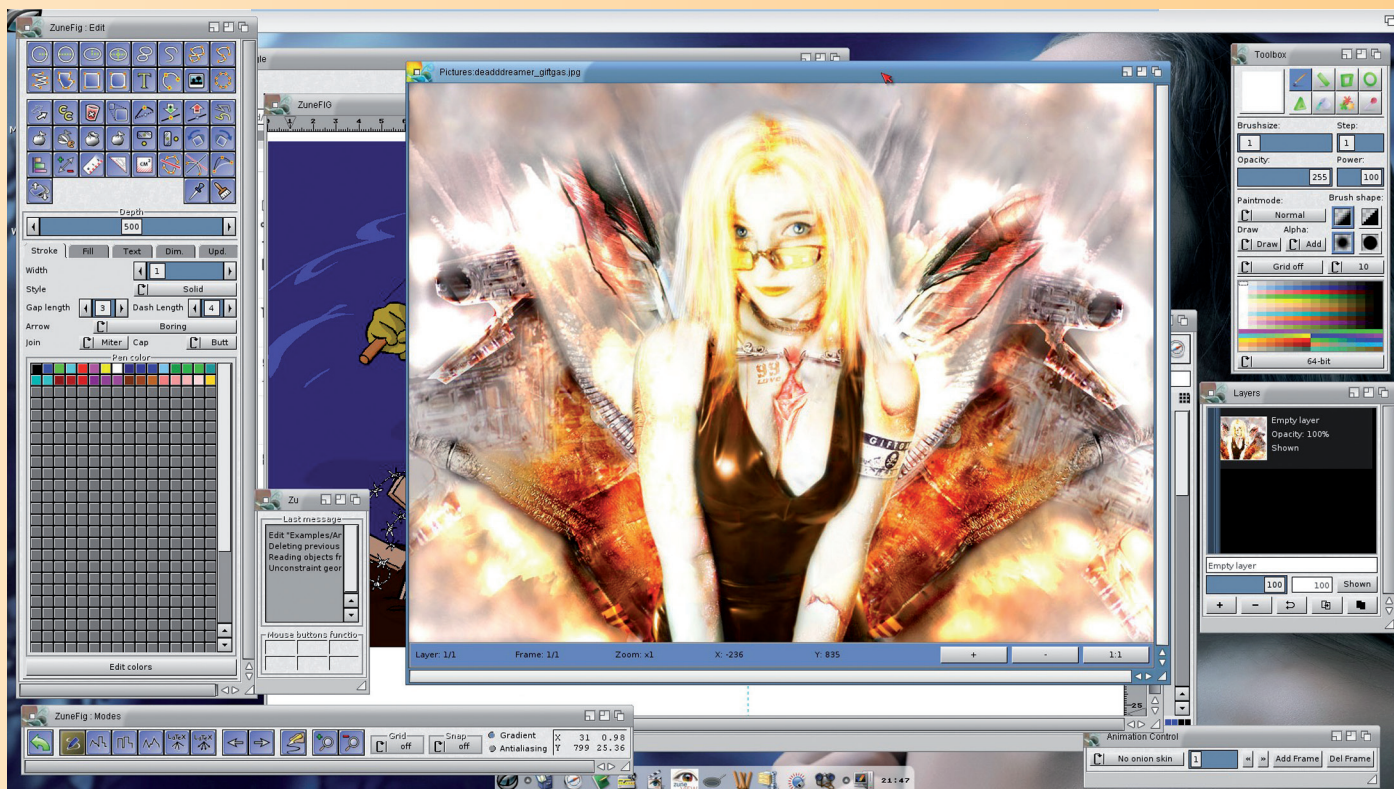 ZuneFig : Edit
Depth
500
Stroke Fill Text Dim. Upd.
Width 1
Style Solid
Gap length 3 Dash Length 4
Arrow Boring
Join Miter Cap Butt
Pen color
Edit colors
ZuneFIG
Pictures:deadddreamer_giftgas.jpg
99
LOVE
GIFTG
Layer: 1/1 Frame: 1/1 Zoom: x1 X: -236 Y: 835 + - 1:1
Zu
Last message
Edit "Examples/Ar
Deleting previous
Reading objects fr
Unconstraint geor
Mouse buttons functio
Toolbox
Brushsize: Step:
1 1
Opacity: Power:
255 100
Paintmode: Brush shape:
Normal
Draw Alpha:
Draw Add
Grid off 10
64-bit
Layers
Empty layer
Opacity: 100%
Shown
Empty layer
100 100 Shown
+ -
25
ZuneFig : Modes
LaTeX LaTeX
Grid off
Snap off
Gradient
Antialiasing
X 31 0.98
Y 799 25.36
Animation Control
No onion skin 1 « » Add Frame Del Frame
21:47